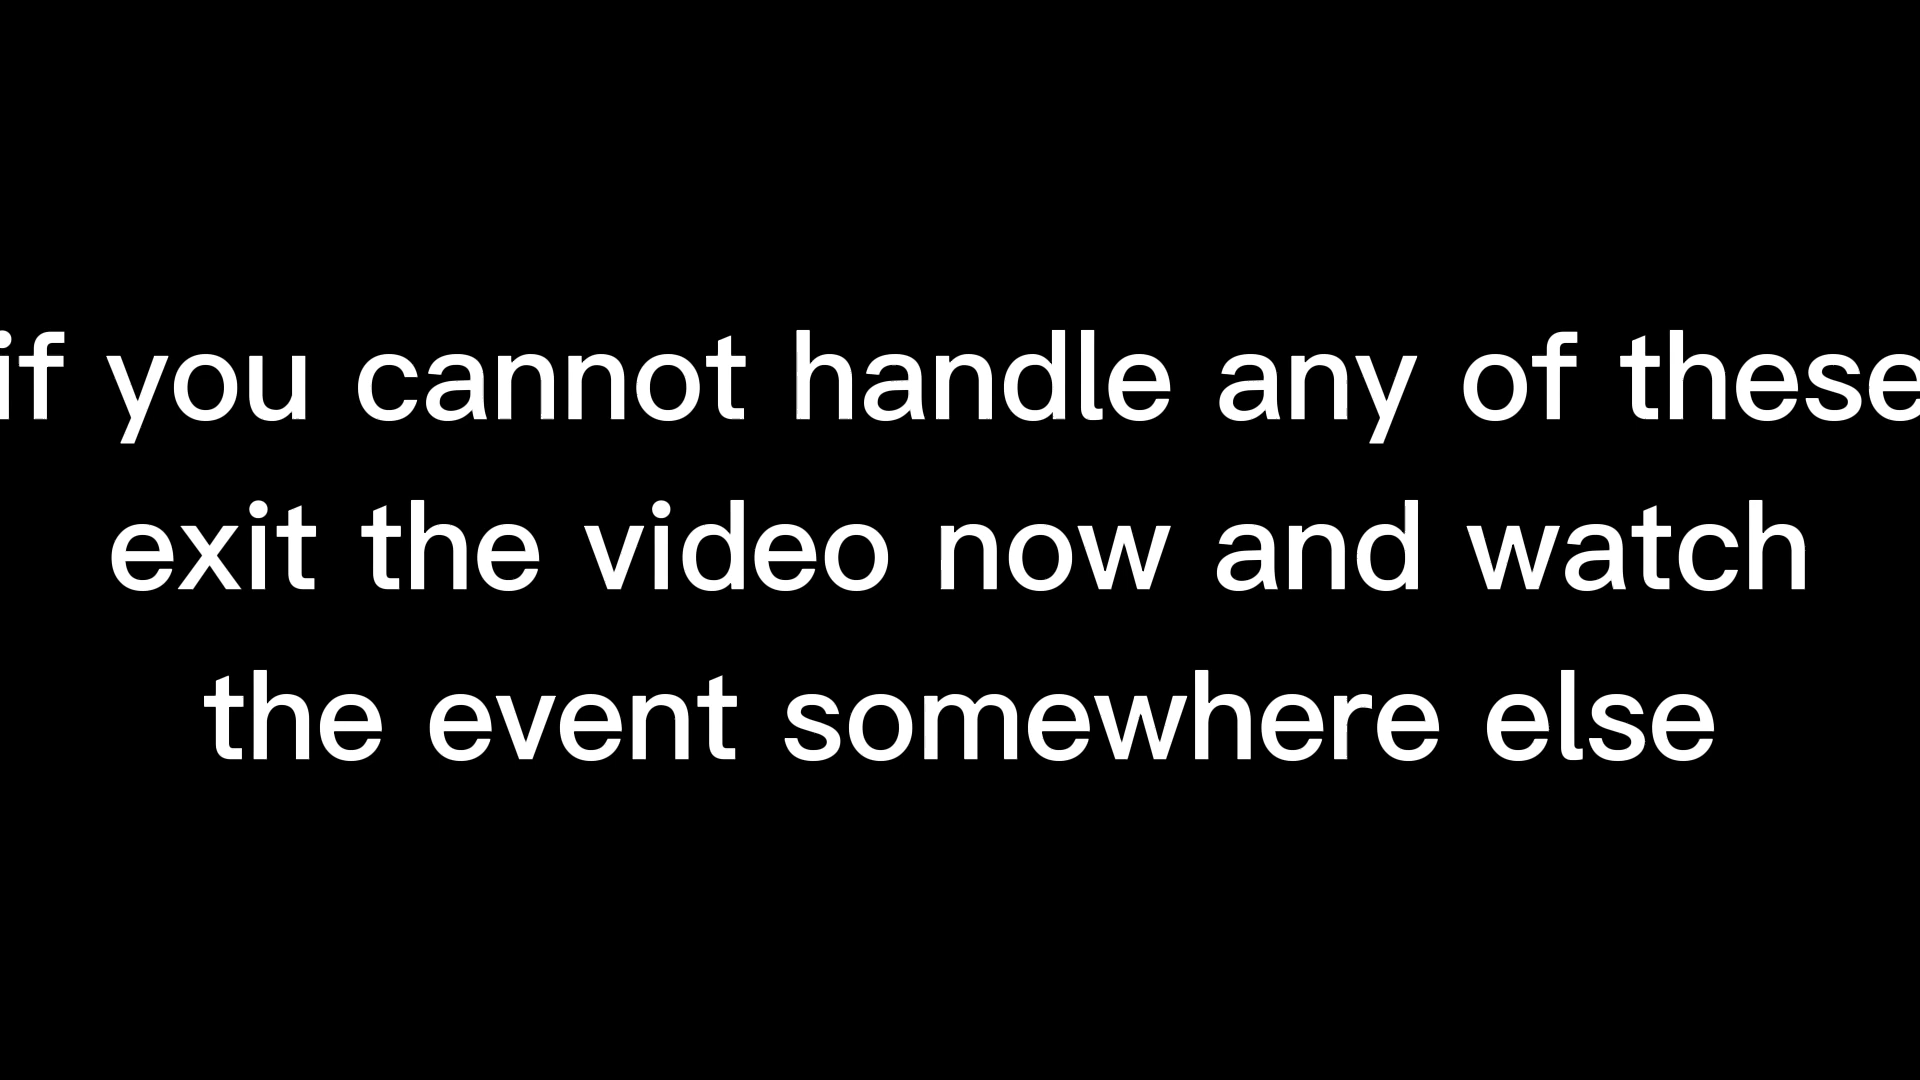 if you cannot handle any of these
exit the video now and watch
the event somewhere else